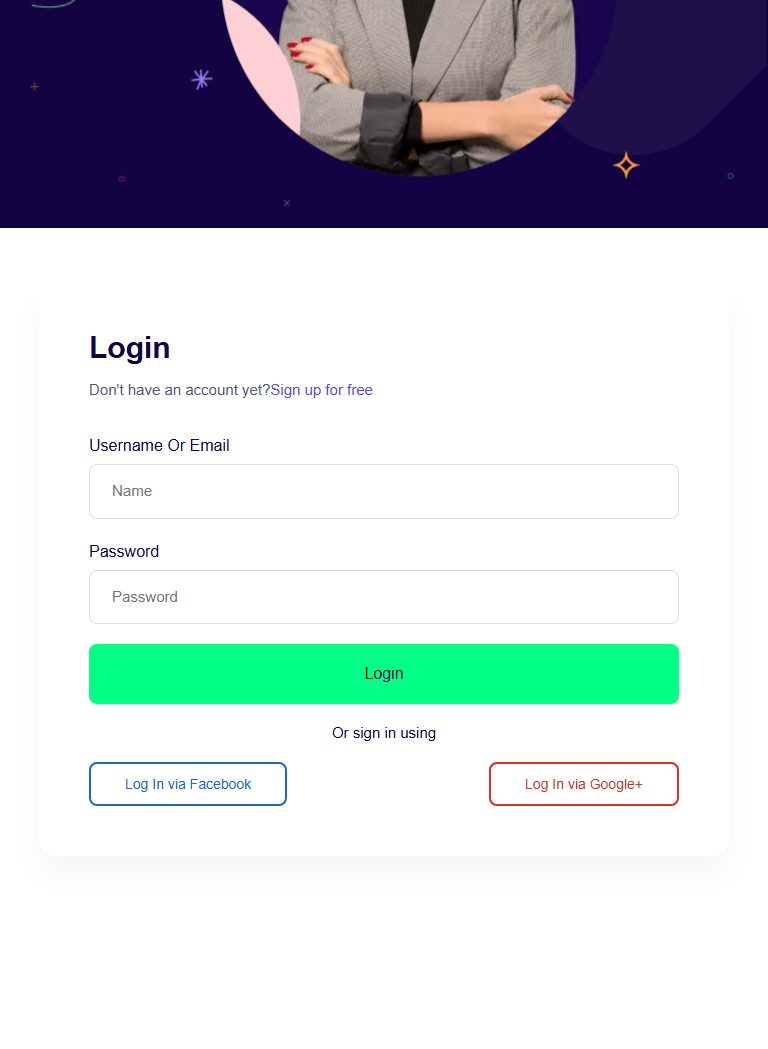 Login
Don't have an account yet?Sign up for free
Username Or Email
Name
Password
Password
Login
Or sign in using
Log In via Facebook
Log In via Google+